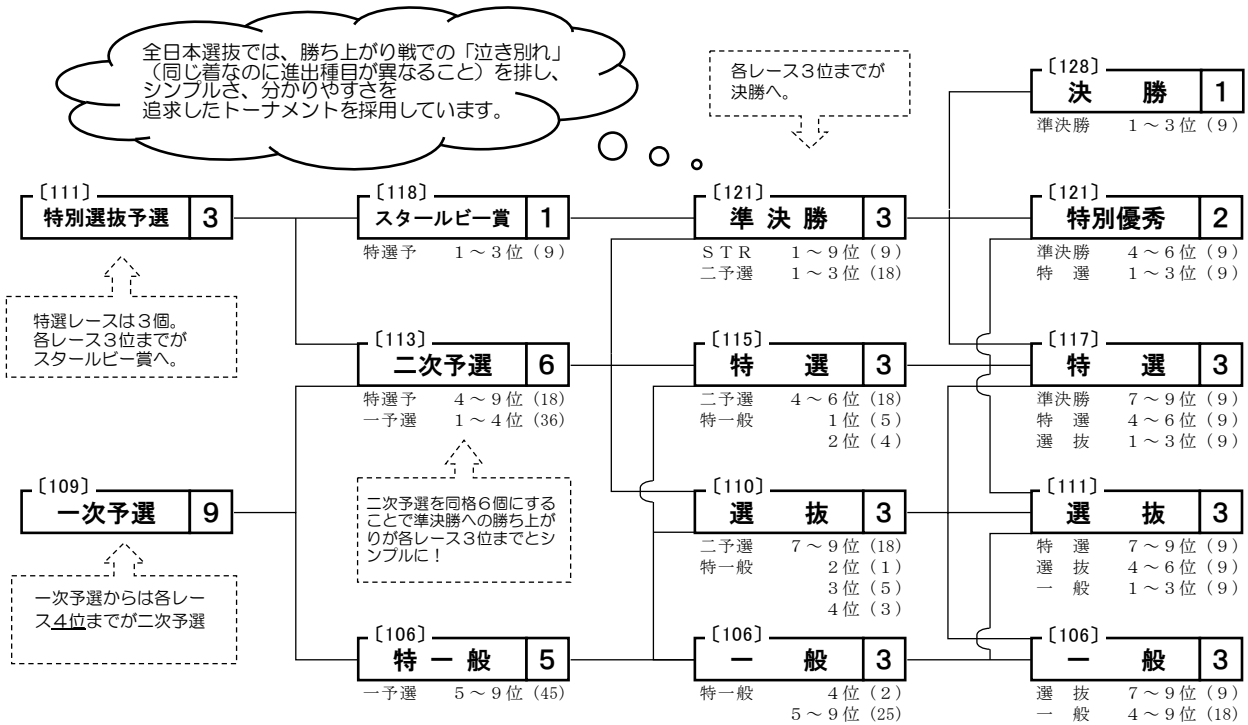 全日本選抜では、勝ち上がり戦での「泣き別れ」
（同じ着なのに進出種目が異なること）を排し、
シンプルさ、分かりやすさを
追求したトーナメントを採用しています。
各レース３位までが
決勝へ。
〔128〕
決　勝 1
準決勝 １～３位 (９)
〔111〕
特別選抜予選 3
〔118〕
スタールビー賞 1
特選予 １～３位 (９)
〔121〕
準決勝 3
ＳＴＲ １～９位 (９)
二予選 １～３位 (18)
〔121〕
特別優秀 2
準決勝 ４～６位 (９)
特　選 １～３位 (９)
特選レースは３個。
各レース３位までが
スタールビー賞へ。
〔113〕
二次予選 6
特選予 ４～９位 (18)
一予選 １～４位 (36)
〔115〕
特　選 3
二予選 ４～６位 (18)
特一般 １位 (５)
２位 (４)
〔117〕
特　選 3
準決勝 ７～９位 (９)
特　選 ４～６位 (９)
選　抜 １～３位 (９)
〔109〕
一次予選 9
二次予選を同格６個にする
ことで準決勝への勝ち上が
りが各レース３位までとシ
ンプルに！
〔110〕
選　抜 3
二予選 ７～９位 (18)
特一般 ２位 (１)
３位 (５)
４位 (３)
〔111〕
選　抜 3
特　選 ７～９位 (９)
選　抜 ４～６位 (９)
一　般 １～３位 (９)
一次予選からは各レー
ス４位までが二次予選
〔106〕
特一般 5
一予選 ５～９位 (45)
〔106〕
一　般 3
特一般 ４位 (２)
５～９位 (25)
〔106〕
一　般 3
選　抜 ７～９位 (９)
一　般 ４～９位 (18)